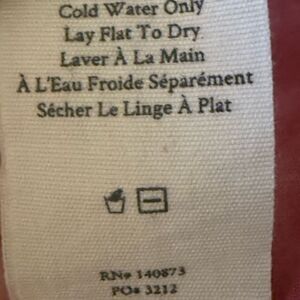 Cold Water Only
Lay Flat To Dry
Laver À La Main
À L'Eau Froide Séparément
Sécher Le Linge À Plat
RN# 140873
PO# 3212